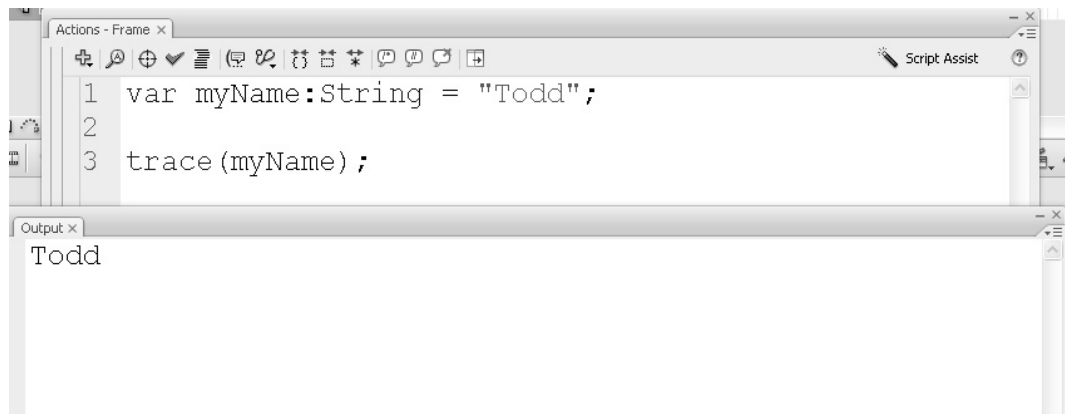 Actions - Frame
Script Assist
1 var myName:String = "Todd";
2
3 trace(myName);
Output
Todd